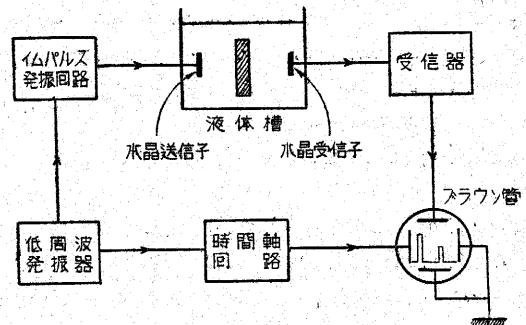 イムパルズ
発振回路
受信器
液体槽
水晶送信子
水晶受信子
ブラウン管
低周波
発振器
時間軸
回路